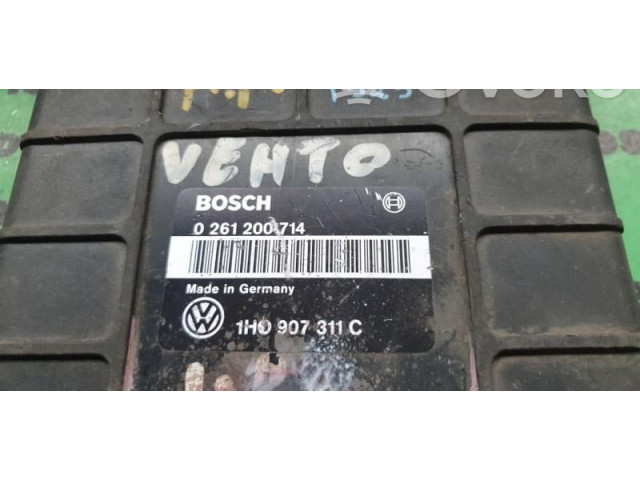 VENTO
BOSCH
0 261 200 714
Made in Germany
1H0 907 311 C